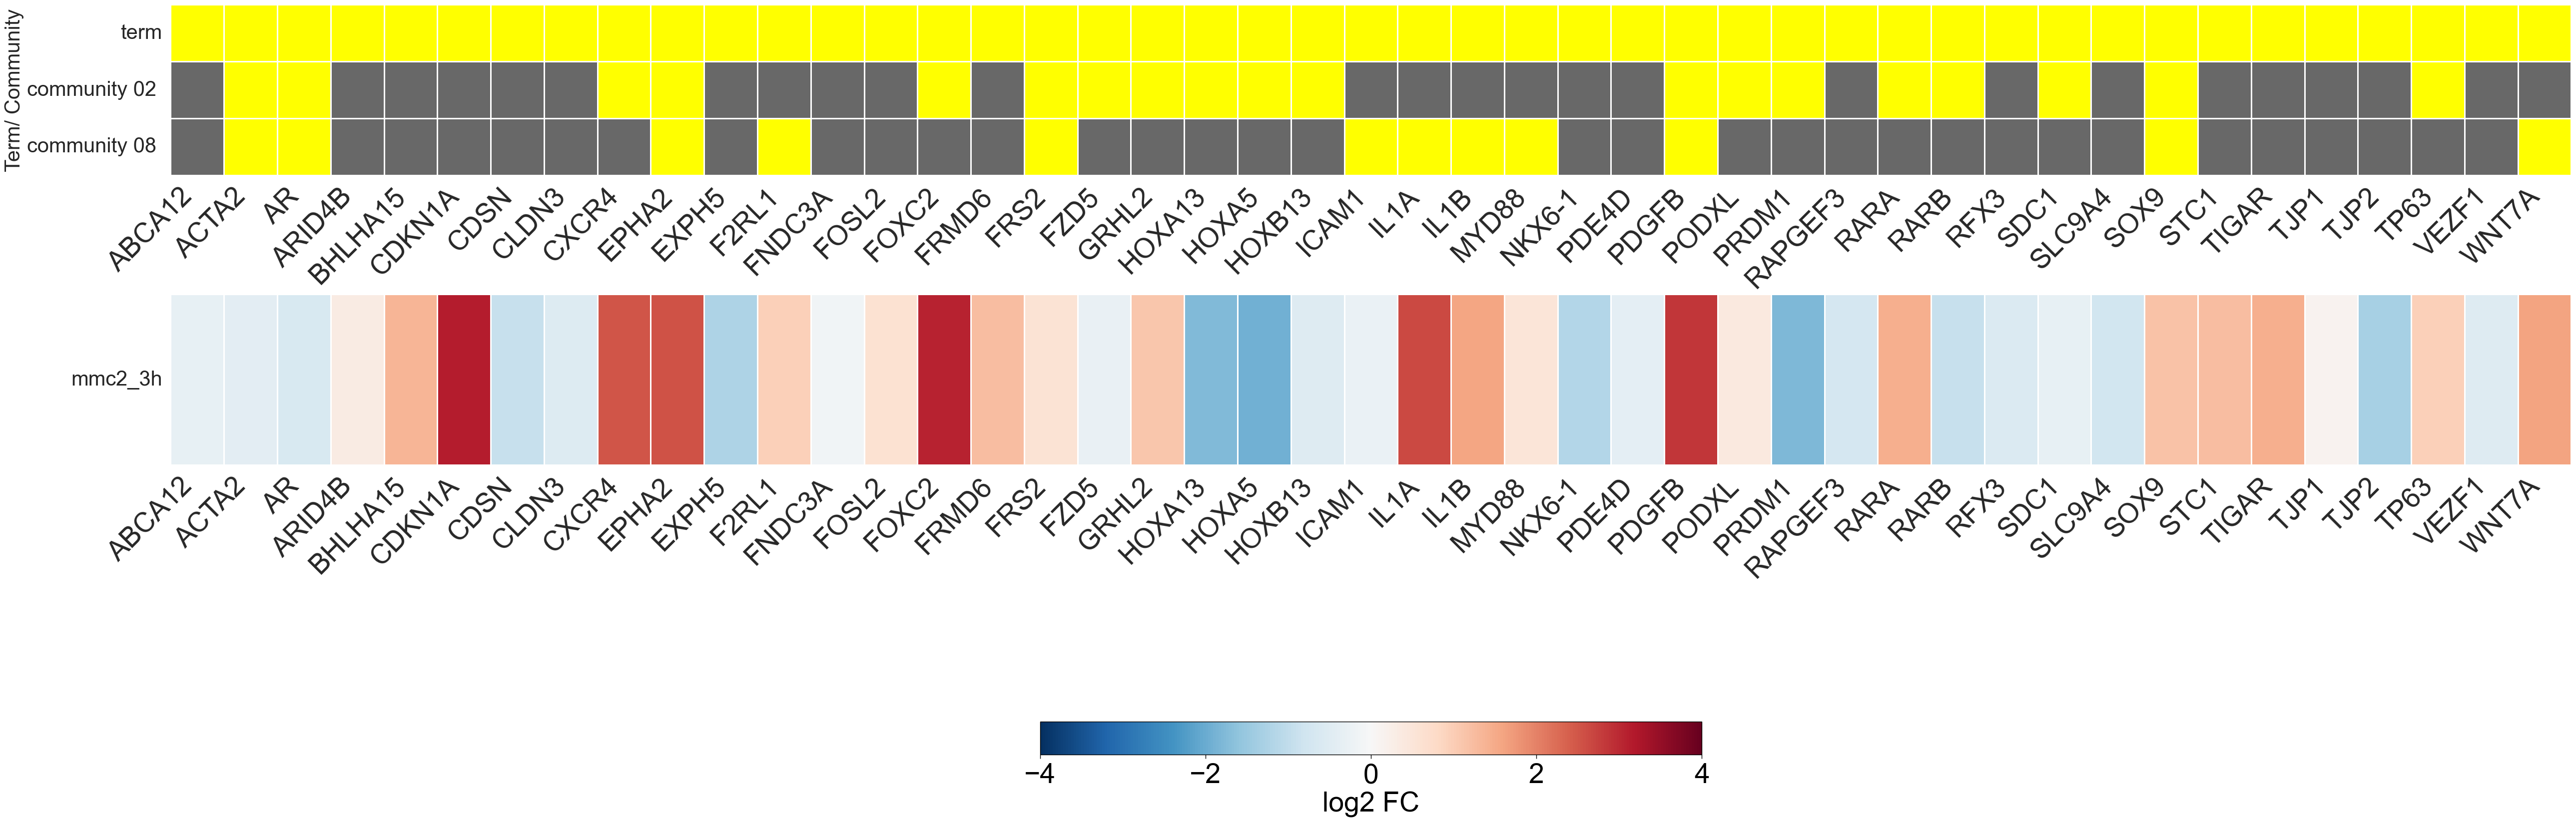 Term/ Community
term
community 02
community 08
ABCA12 ACTA2 AR ARID4B BHLHA15 CDKN1A CDSN CLDN3 CXCR4 EPHA2 EXPH5 F2RL1 FNDC3A FOSL2 FOXC2 FRMD6 FRS2 FZD5 GRHL2 HOXA13 HOXA5 HOXB13 ICAM1 IL1A IL1B MYD88 NKX6-1 PDE4D PDGFB PODXL PRDM1 RAPGEF3 RARA RARB RFX3 SDC1 SLC9A4 SOX9 STC1 TIGAR TJP1 TJP2 TP63 VEZF1 WNT7A
mmc2_3h
ABCA12 ACTA2 AR ARID4B BHLHA15 CDKN1A CDSN CLDN3 CXCR4 EPHA2 EXPH5 F2RL1 FNDC3A FOSL2 FOXC2 FRMD6 FRS2 FZD5 GRHL2 HOXA13 HOXA5 HOXB13 ICAM1 IL1A IL1B MYD88 NKX6-1 PDE4D PDGFB PODXL PRDM1 RAPGEF3 RARA RARB RFX3 SDC1 SLC9A4 SOX9 STC1 TIGAR TJP1 TJP2 TP63 VEZF1 WNT7A
−4 −2 0 2 4
log2 FC